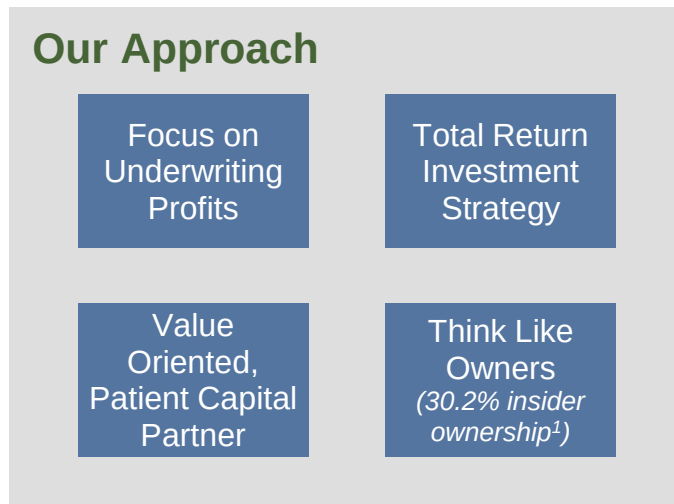 Our Approach
Focus on
Underwriting
Profits
Total Return
Investment
Strategy
Value
Oriented,
Patient Capital
Partner
Think Like
Owners
(30.2% insider
ownership¹)